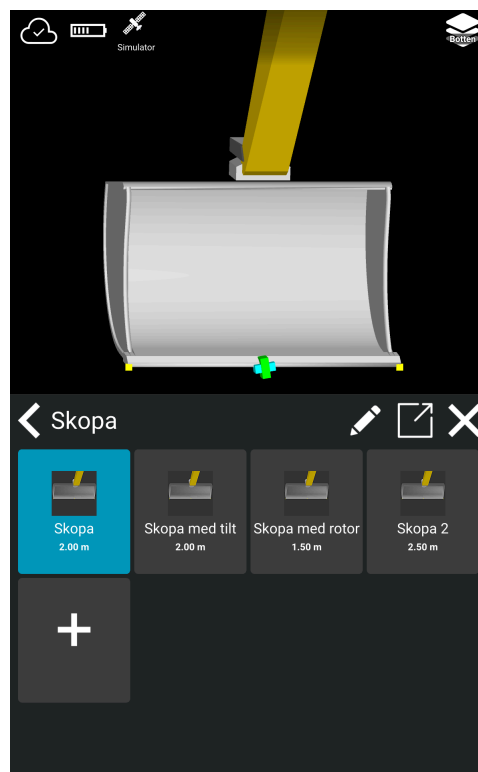 Simulator
Botten
Skopa
Skopa
2.00 m
Skopa med tilt
2.00 m
Skopa med rotor
1.50 m
Skopa 2
2.50 m